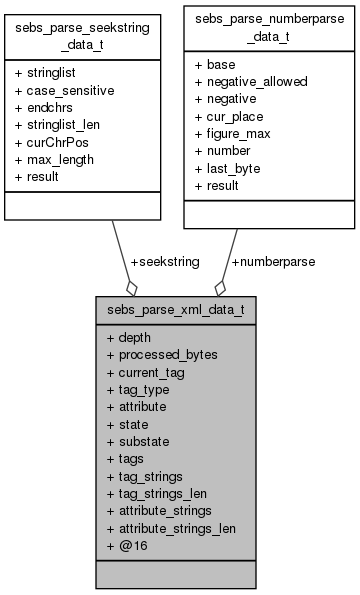 sebs_parse_seekstring
_data_t
+ stringlist
+ case_sensitive
+ endchrs
+ stringlist_len
+ curChrPos
+ max_length
+ result
sebs_parse_numberparse
_data_t
+ base
+ negative_allowed
+ negative
+ cur_place
+ figure_max
+ number
+ last_byte
+ result
+seekstring
+numberparse
sebs_parse_xml_data_t
+ depth
+ processed_bytes
+ current_tag
+ tag_type
+ attribute
+ state
+ substate
+ tags
+ tag_strings
+ tag_strings_len
+ attribute_strings
+ attribute_strings_len
+ @16